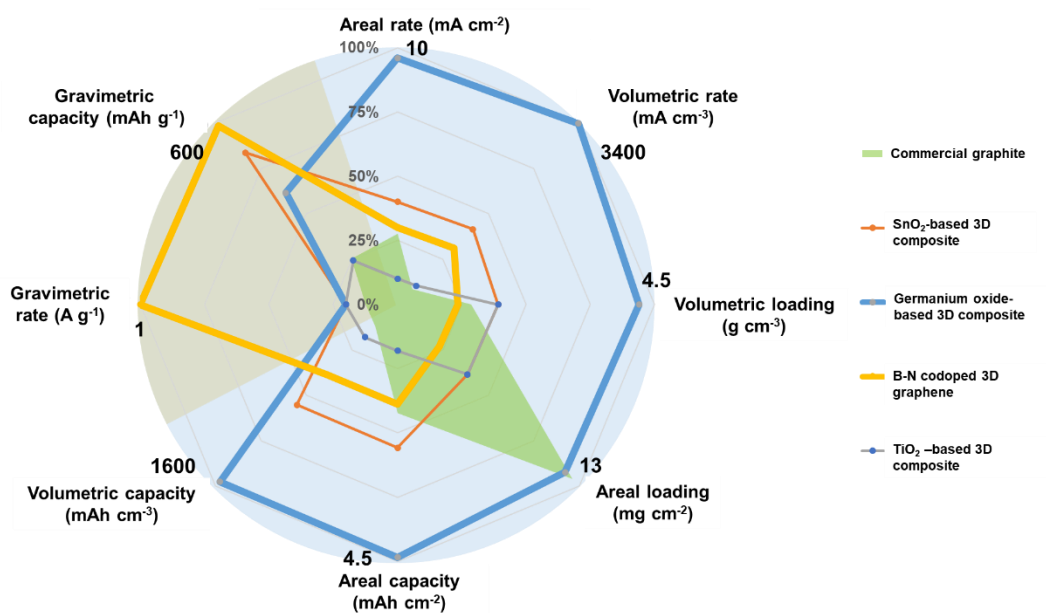 Areal rate (mA cm-2)
100%
10
Gravimetric
capacity (mAh g-1)
600
75%
Volumetric rate
(mA cm-3)
3400
Commercial graphite
50%
SnO2-based 3D
composite
25%
Gravimetric
rate (A g-1)
1
0%
4.5
Volumetric loading
(g cm-3)
Germanium oxide-
based 3D composite
B-N codoped 3D
graphene
1600
Volumetric capacity
(mAh cm-3)
13
Areal loading
(mg cm-2)
TiO2 –based 3D
composite
4.5
Areal capacity
(mAh cm-2)